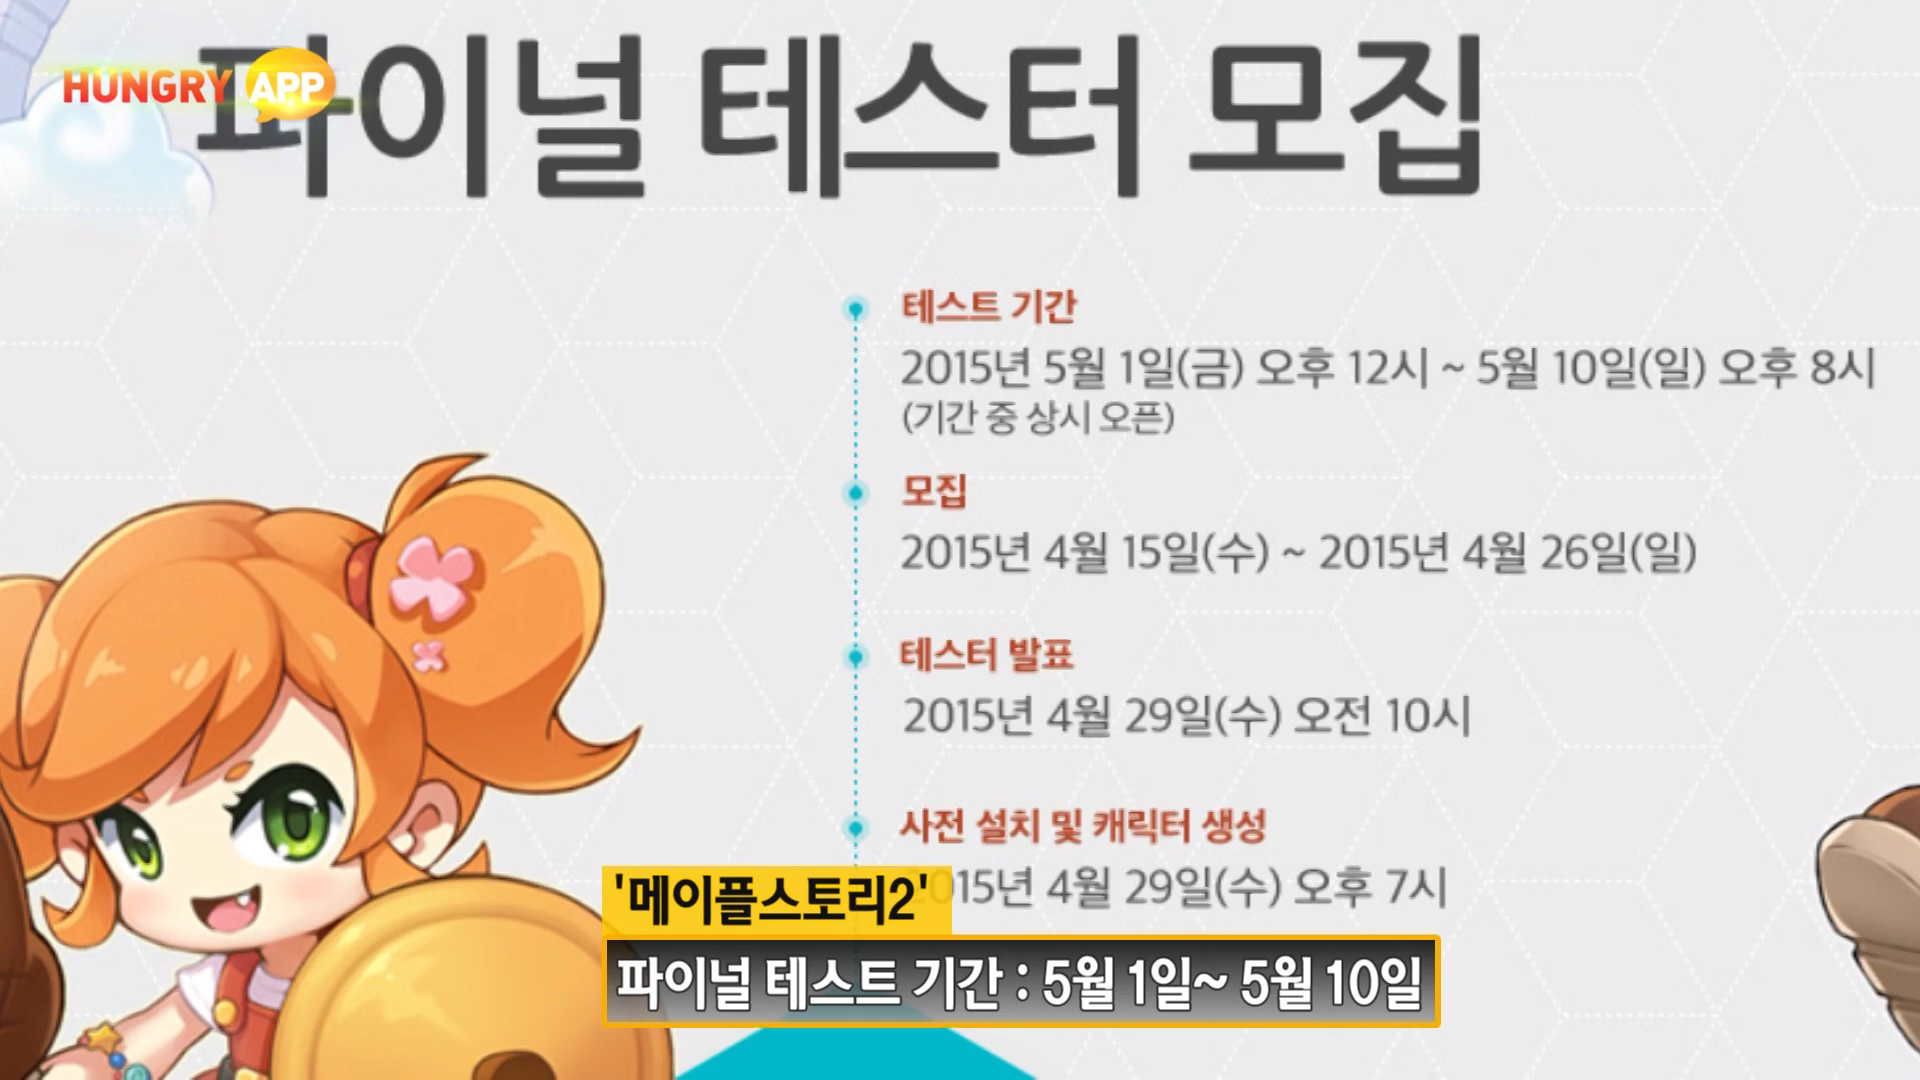 HUNGRY APP
파이널 테스터 모집
테스트 기간
2015년 5월 1일(금) 오후 12시 ~ 5월 10일(일) 오후 8시
(기간 중 상시 오픈)
모집
2015년 4월 15일(수) ~ 2015년 4월 26일(일)
테스터 발표
2015년 4월 29일(수) 오전 10시
사전 설치 및 캐릭터 생성
2015년 4월 29일(수) 오후 7시
'메이플스토리2'
파이널 테스트 기간 : 5월 1일~ 5월 10일